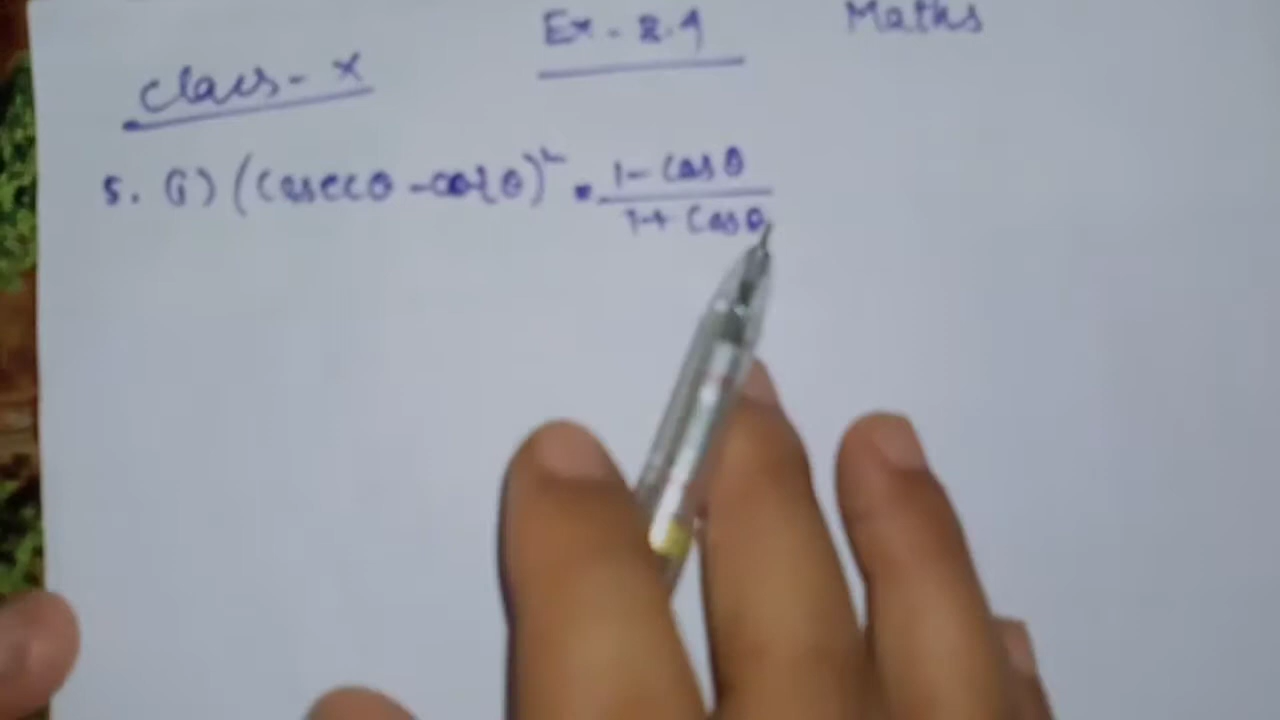 Ex - 8.4 Maths
Class - X
5. (i) (Cosecθ - cotθ)² = 1 - Cosθ / 1 + Cosθ